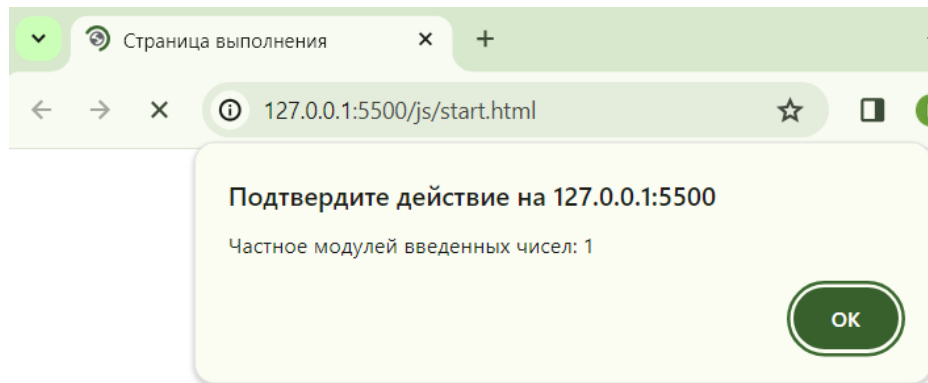 Страница выполнения
127.0.0.1:5500/js/start.html
Подтвердите действие на 127.0.0.1:5500
Частное модулей введенных чисел: 1
ОК